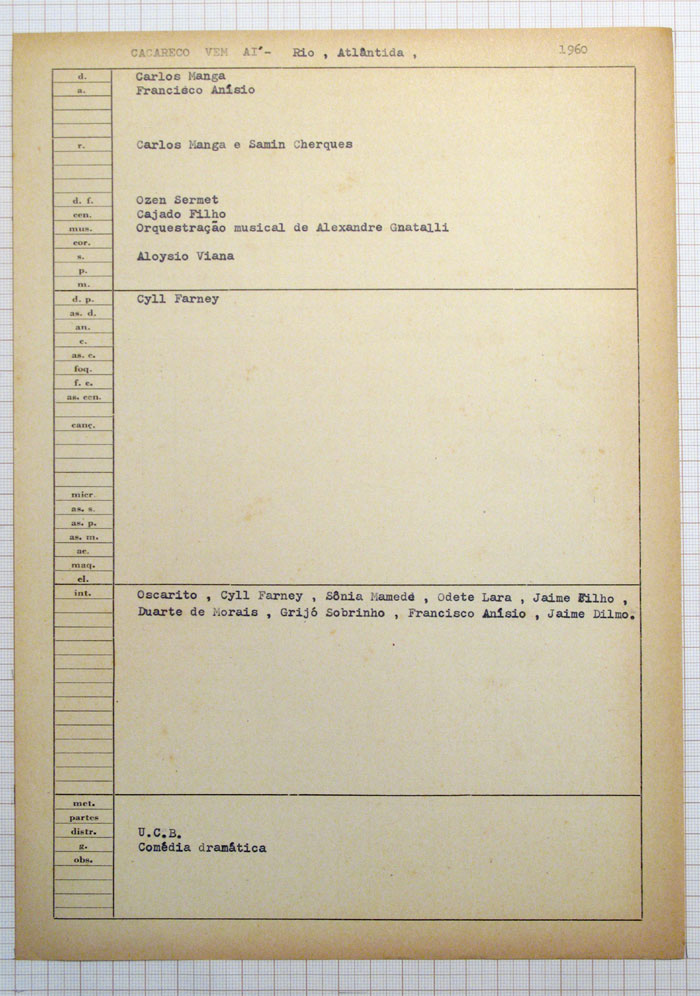 CACARECO VEM AI´- Rio , Atlântida , 1960
d. Carlos Manga
a. Francisco Anísio
r. Carlos Manga e Samin Cherques
d. f. Ozen Sermet
cen. Cajado Filho
mus. Orquestração musical de Alexandre Gnatalli
cor.
s. Aloysio Viana
p.
m.
d. p. Cyll Farney
as. d.
an.
c.
as. c.
foq.
f. c.
as. cen.
canç.
micr.
as. s.
as. p.
as. m.
ac.
maq.
el.
int. Oscarito , Cyll Farney , Sônia Mamede , Odete Lara , Jaime Filho ,
Duarte de Morais , Grijó Sobrinho , Francisco Anísio , Jaime Dilmo.
met.
partes
distr. U.C.B.
g. Comédia dramática
obs.